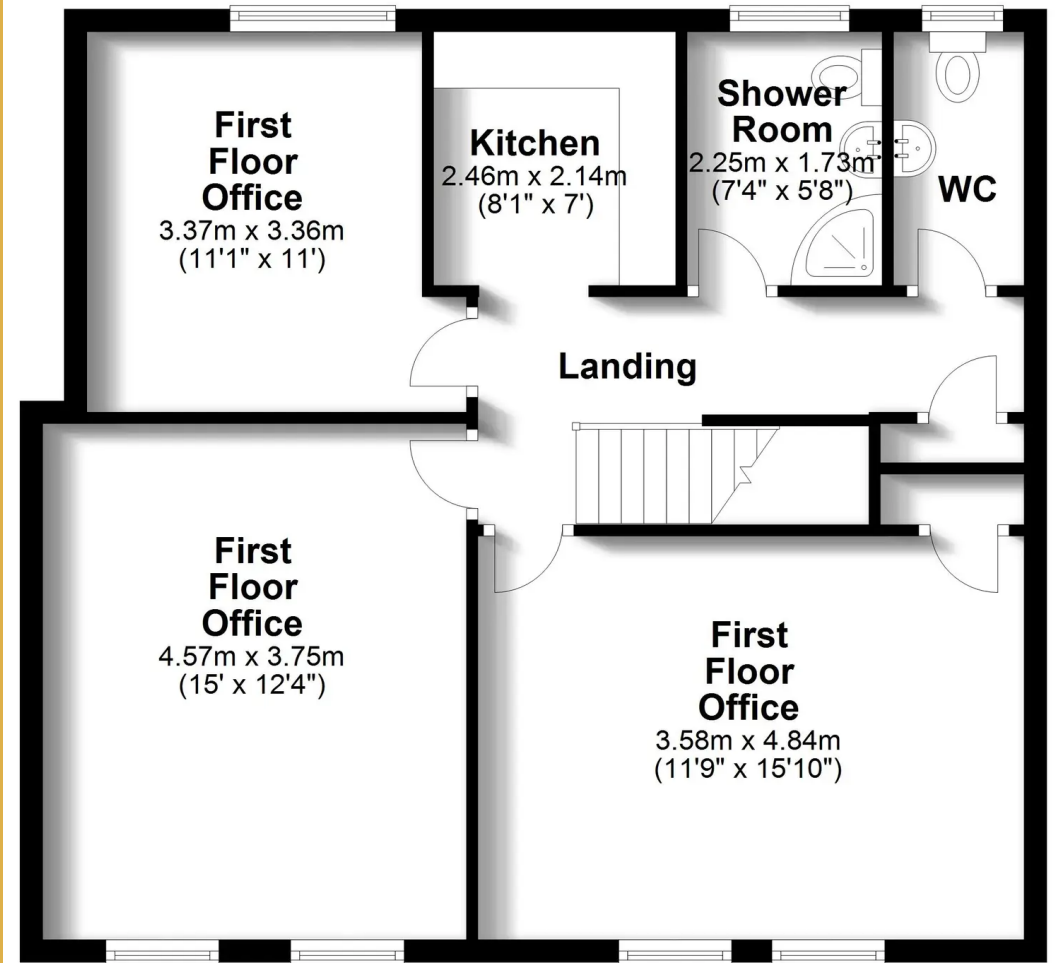 First
Floor
Office
3.37m x 3.36m
(11'1" x 11')
Kitchen
2.46m x 2.14m
(8'1" x 7')
Shower
Room
2.25m x 1.73m
(7'4" x 5'8")
WC
Landing
First
Floor
Office
4.57m x 3.75m
(15' x 12'4")
First
Floor
Office
3.58m x 4.84m
(11'9" x 15'10")